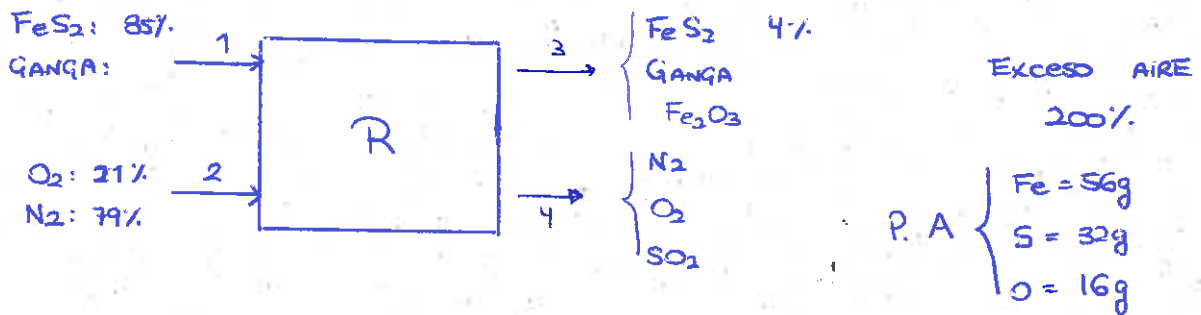 FeS2: 85%.
GANGA:
1
O2: 21%
N2: 79%
2
R
3
FeS2 4%.
GANGA
Fe2O3
4
N2
O2
SO2
EXCESO AIRE
200%.
P. A
Fe = 56g
S = 32g
O = 16g